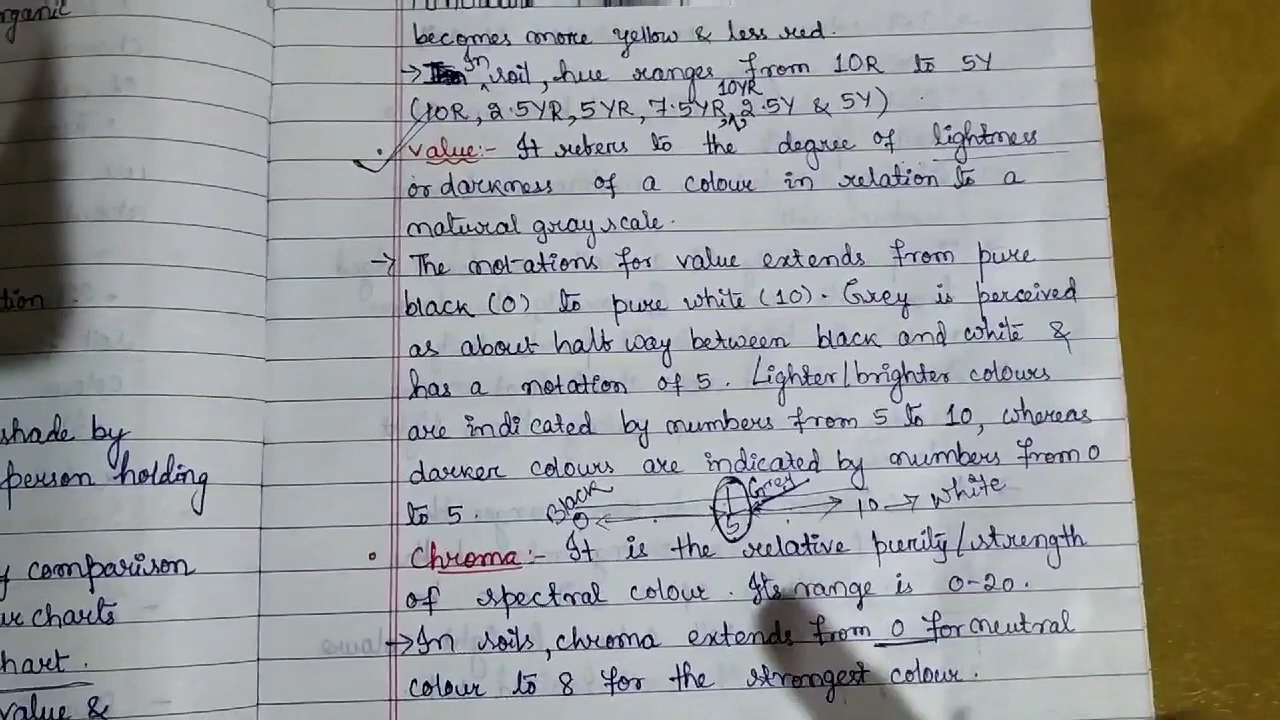 rganic
tion
shade by
person holding
y comparison
ur charts
hart.
value &
becomes more yellow & less red.
→ In soil, hue ranges from 10R to 5Y
(10R, 2.5YR, 5YR, 7.5YR, 10YR, 2.5Y & 5Y)
• Value:- It refers to the degree of lightness
or darkness of a colour in relation to a
natural gray scale.
→ The notations for value extends from pure
black (0) to pure white (10). Grey is perceived
as about half way between black and white &
has a notation of 5. Lighter/brighter colours
are indicated by numbers from 5 to 10, whereas
darker colours are indicated by numbers from 0
to 5. Black 0 ← 5 Grey → 10 → White
• Chroma:- It is the relative purity/strength
of spectral colour. Its range is 0-20.
→ In soils, chroma extends from 0 for neutral
colour to 8 for the strongest colour.